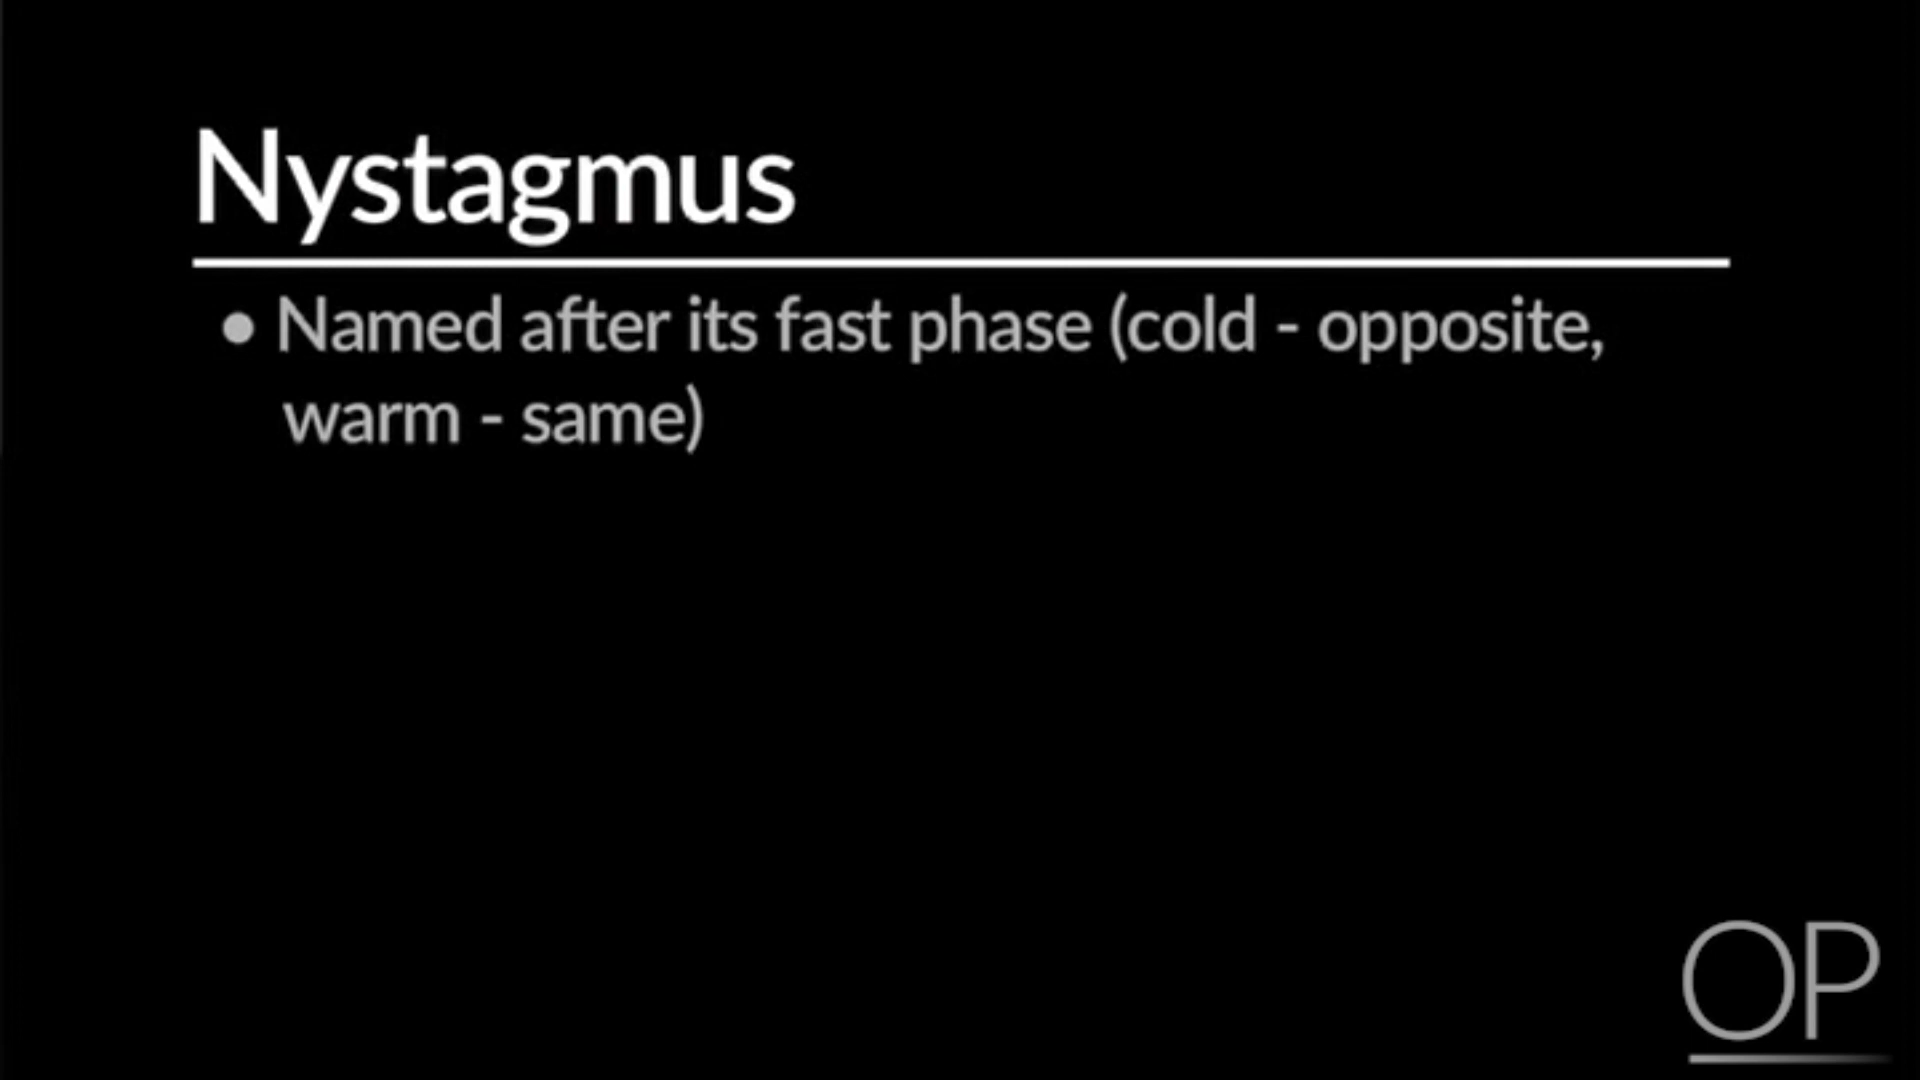 Nystagmus
• Named after its fast phase (cold - opposite,
warm - same)
OP